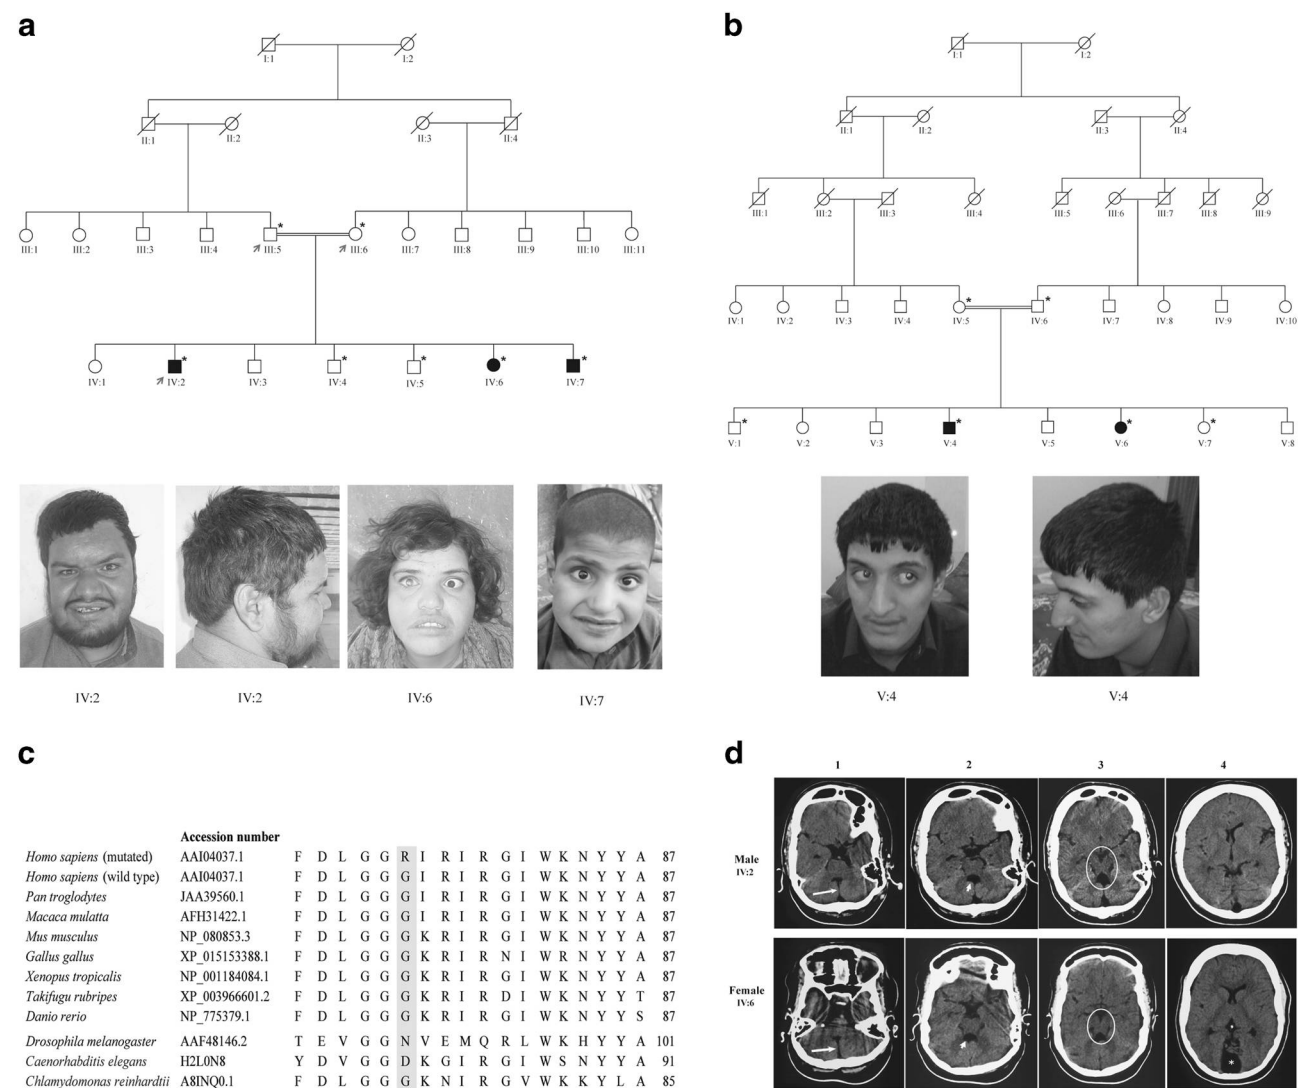 a
I:1 I:2
II:1 II:2 II:3 II:4
* *
III:1 III:2 III:3 III:4 III:5 III:6 III:7 III:8 III:9 III:10 III:11
* * * * *
IV:1 IV:2 IV:3 IV:4 IV:5 IV:6 IV:7
IV:2 IV:2 IV:6 IV:7
b
I:1 I:2
II:1 II:2 II:3 II:4
III:1 III:2 III:3 III:4 III:5 III:6 III:7 III:8 III:9
* *
IV:1 IV:2 IV:3 IV:4 IV:5 IV:6 IV:7 IV:8 IV:9 IV:10
* * * *
V:1 V:2 V:3 V:4 V:5 V:6 V:7 V:8
V:4 V:4
c
Accession number
Homo sapiens (mutated) AAI04037.1 F D L G G R I R I R G I W K N Y Y A 87
Homo sapiens (wild type) AAI04037.1 F D L G G G I R I R G I W K N Y Y A 87
Pan troglodytes JAA39560.1 F D L G G G I R I R G I W K N Y Y A 87
Macaca mulatta AFH31422.1 F D L G G G I R I R G I W K N Y Y A 87
Mus musculus NP_080853.3 F D L G G G K R I R G I W K N Y Y A 87
Gallus gallus XP_015153388.1 F D L G G G K R I R N I W R N Y Y A 87
Xenopus tropicalis NP_001184084.1 F D L G G G K R I R G I W K N Y Y A 87
Takifugu rubripes XP_003966601.2 F D L G G G K R I R D I W K N Y Y T 87
Danio rerio NP_775379.1 F D L G G G K R I R G I W K N Y Y S 87
Drosophila melanogaster AAF48146.2 T E V G G N V E M Q R L W K H Y Y A 101
Caenorhabditis elegans H2L0N8 Y D V G G D K G I R G I W S N Y Y A 91
Chlamydomonas reinhardtii A8INQ0.1 F D L G G G K N I R G V W K K Y L A 85
d
1 2 3 4
Male
IV:2
Female
IV:6
*